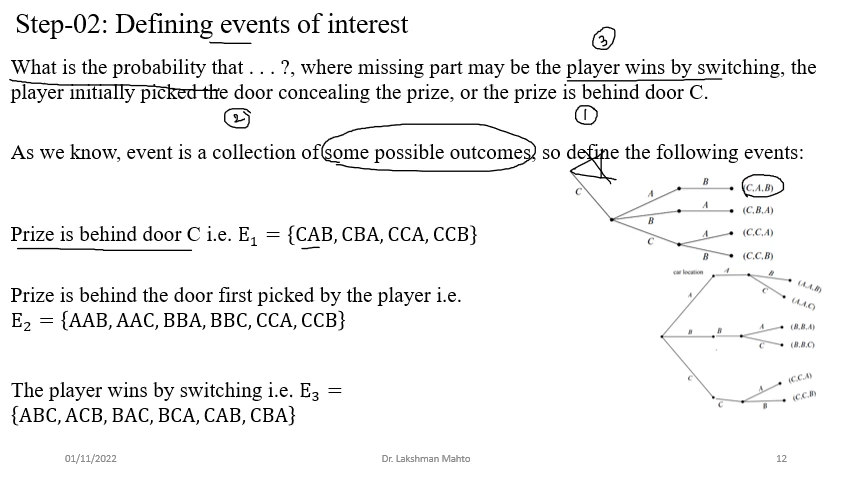 Step-02: Defining events of interest
3
What is the probability that . . . ?, where missing part may be the player wins by switching, the
player initially picked the door concealing the prize, or the prize is behind door C.
2 1
As we know, event is a collection of some possible outcomes, so define the following events:
C A B (C,A,B)
B A (C,B,A)
C A (C,C,A)
B (C,C,B)
Prize is behind door C i.e. E₁ = {CAB, CBA, CCA, CCB}
car location A B (A,A,B)
A C (A,A,C)
Prize is behind the door first picked by the player i.e.
E₂ = {AAB, AAC, BBA, BBC, CCA, CCB}
B B A (B,B,A)
C (B,B,C)
C A (C,C,A)
C B (C,C,B)
The player wins by switching i.e. E₃ =
{ABC, ACB, BAC, BCA, CAB, CBA}
01/11/2022 Dr. Lakshman Mahto 12